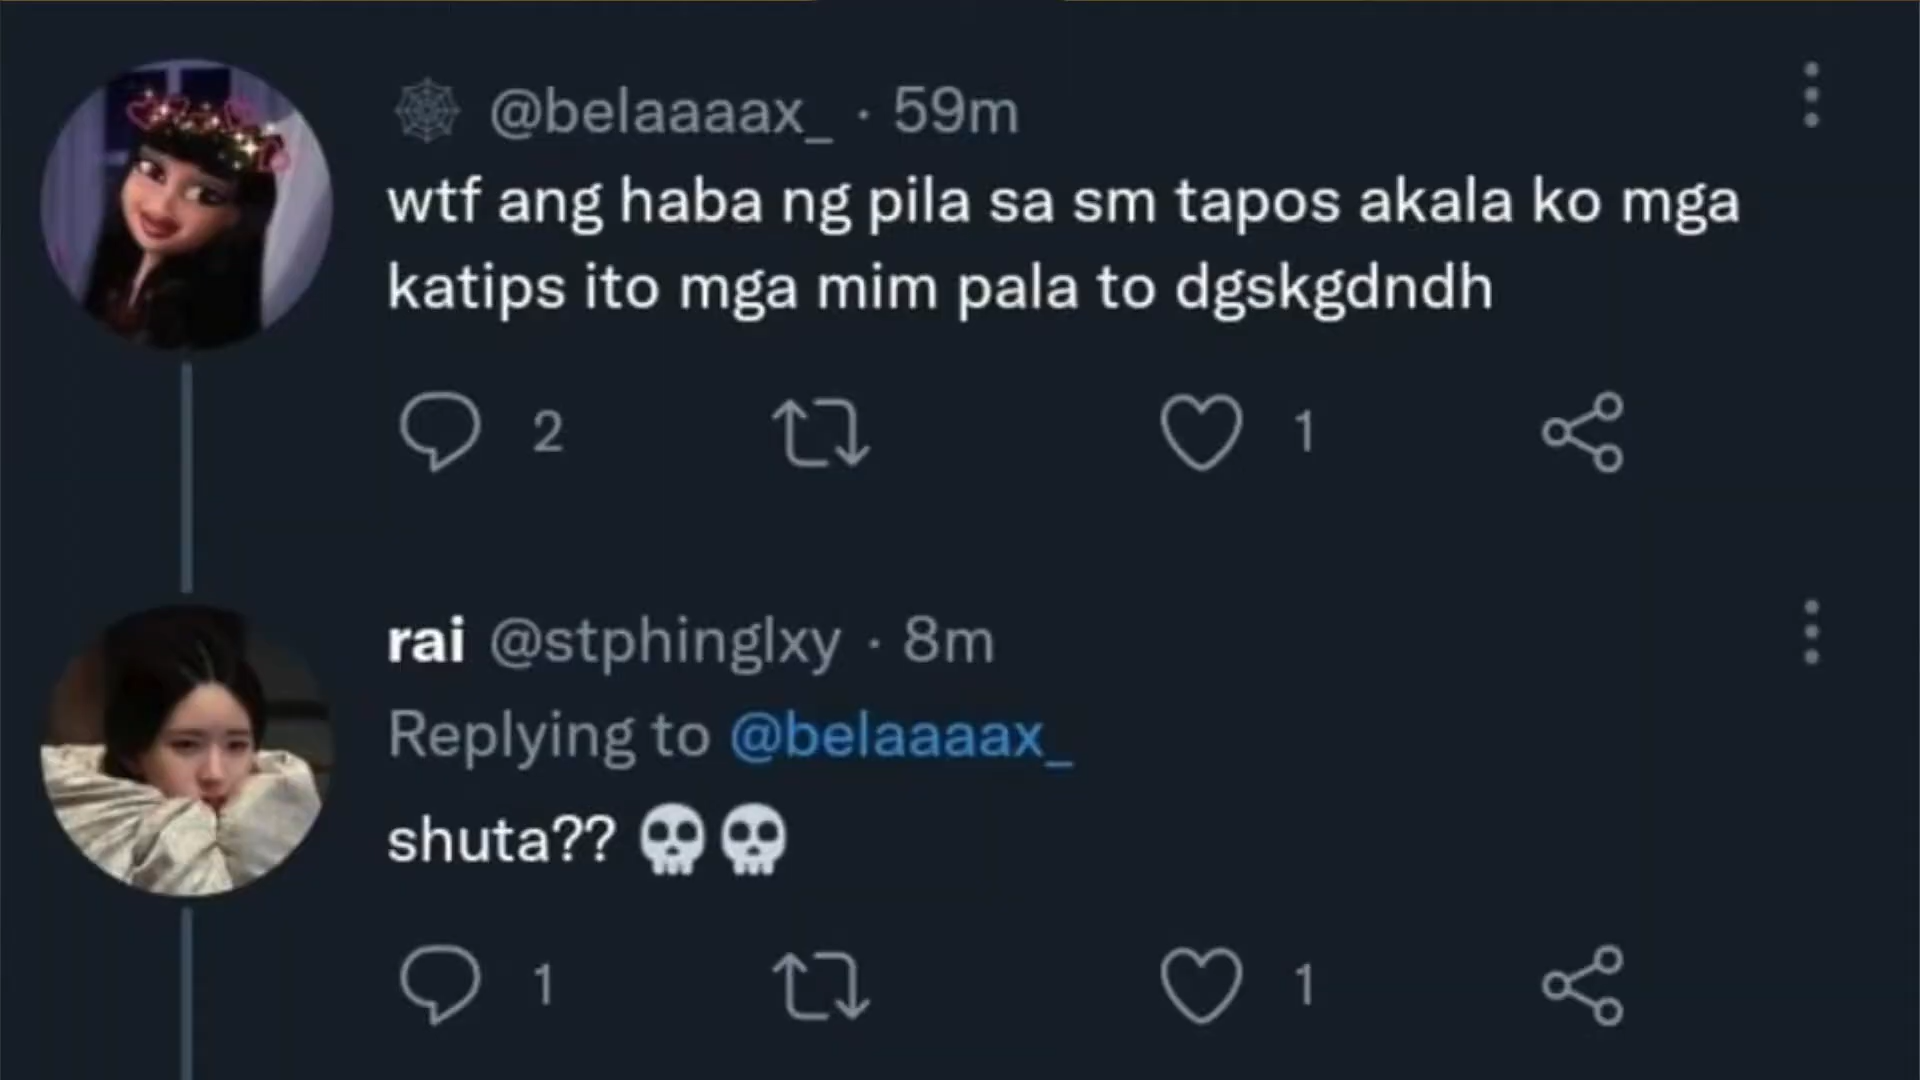 🕸 @belaaaax_ · 59m
wtf ang haba ng pila sa sm tapos akala ko mga
katips ito mga mim pala to dgskgdndh
2 1
rai @stphinglxy · 8m
Replying to @belaaaax_
shuta?? 💀💀
1 1